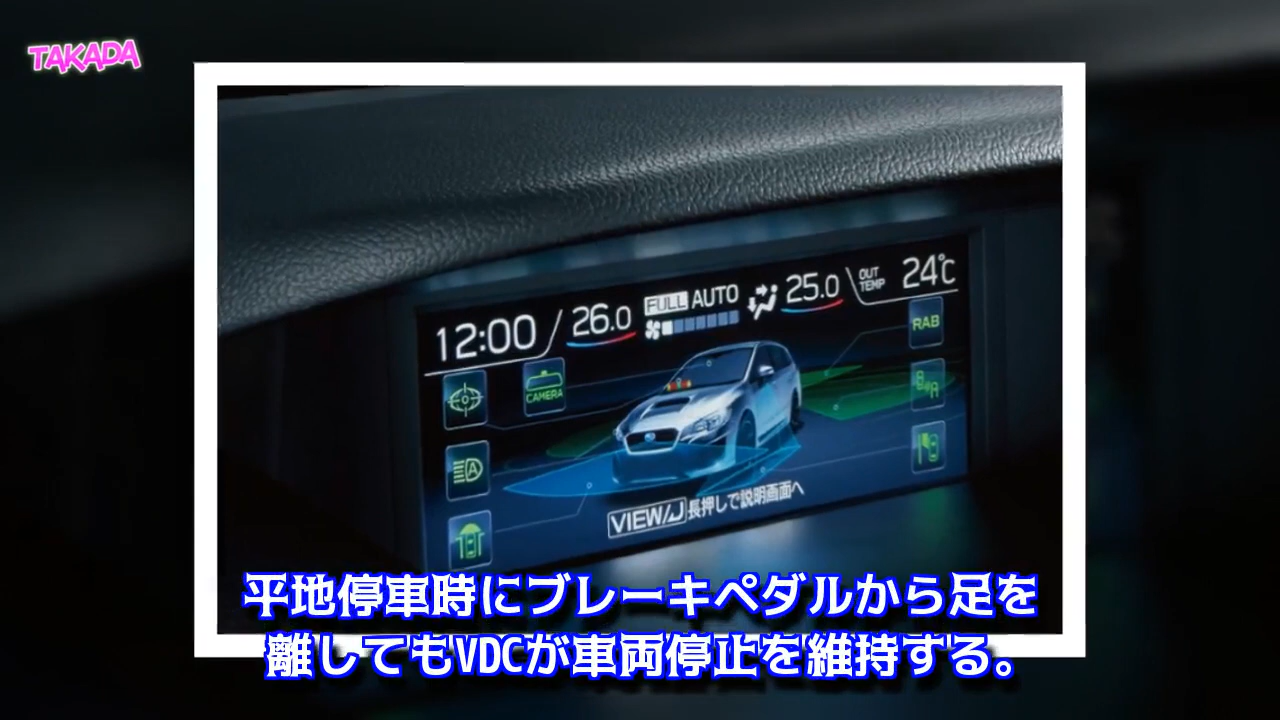 TAKADA
12:00 26.0 FULL AUTO 25.0 OUT TEMP 24℃
CAMERA
RAB
A
VIEW/ 長押しで説明画面へ
平地停車時にブレーキペダルから足を
離してもVDCが車両停止を維持する。